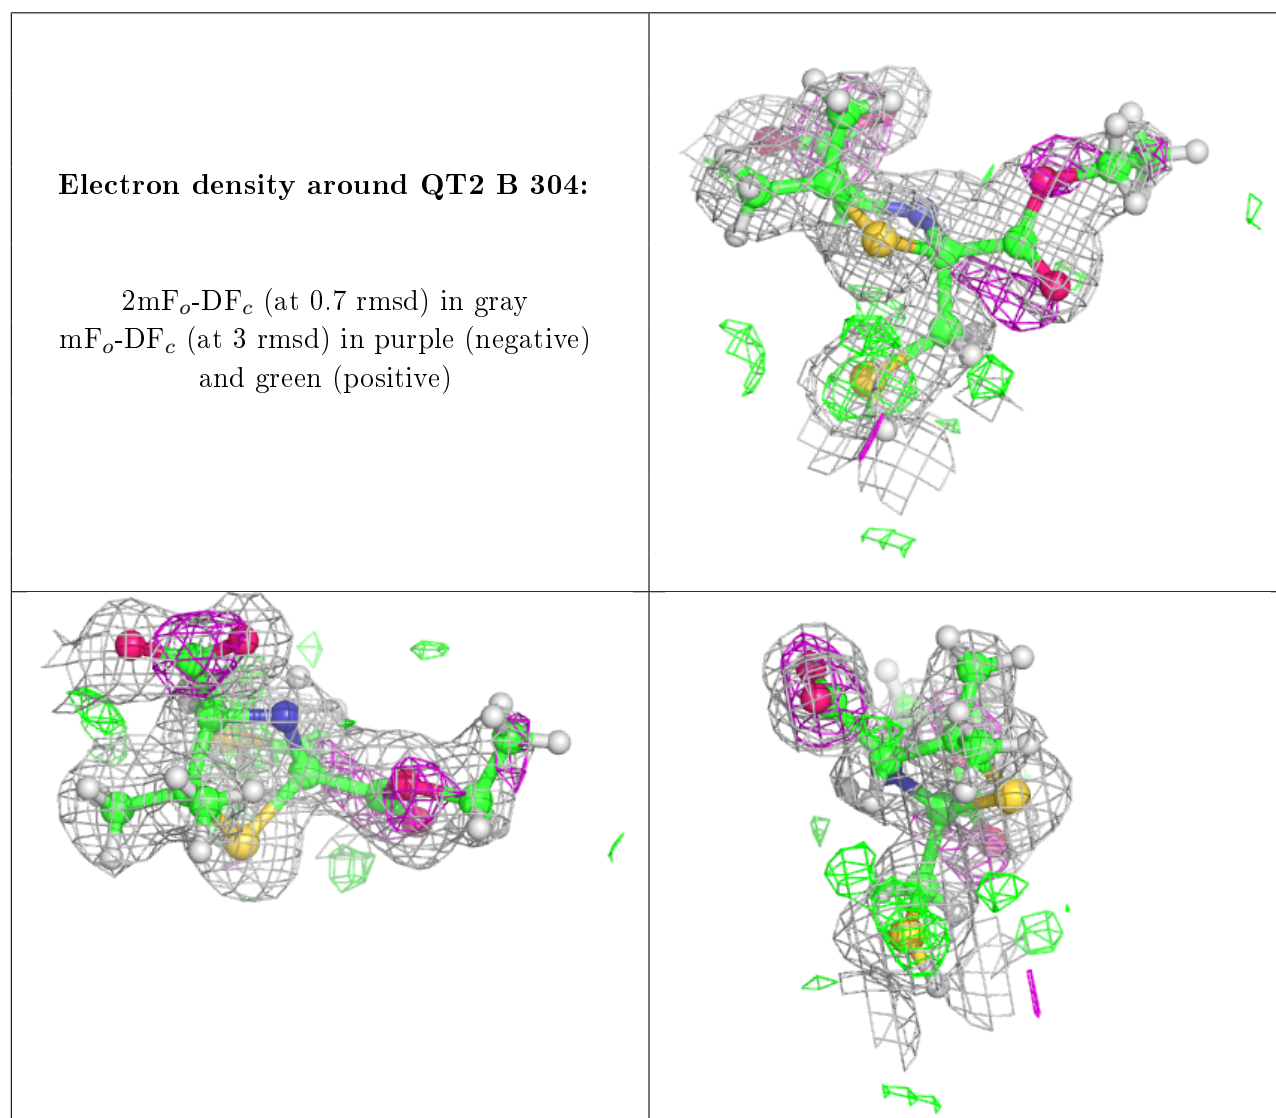 Electron density around QT2 B 304:
2mFₒ-DF𝒸 (at 0.7 rmsd) in gray
mFₒ-DF𝒸 (at 3 rmsd) in purple (negative)
and green (positive)